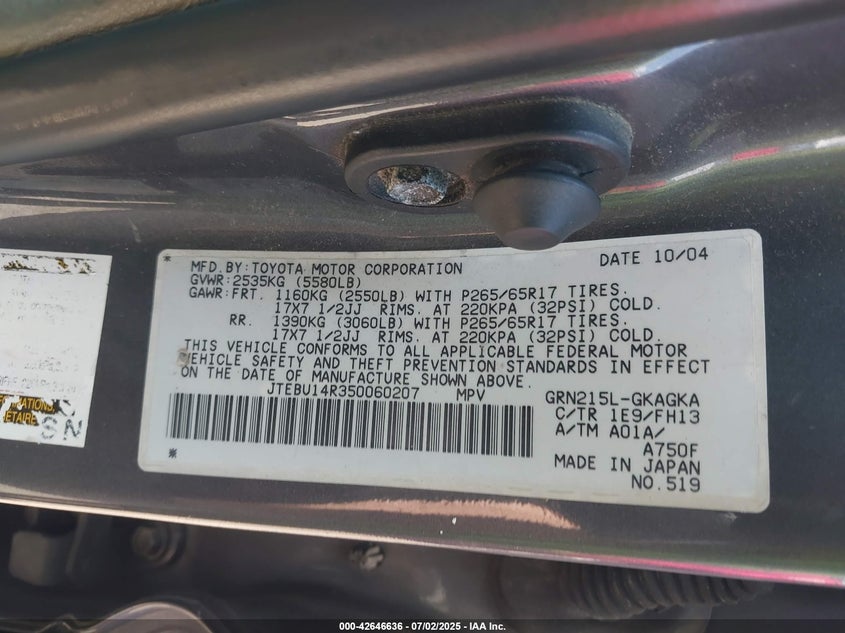 DATE 10/04
MFD.BY:TOYOTA MOTOR CORPORATION
GVWR:2535KG (5580LB)
GAWR:FRT. 1160KG (2550LB) WITH P265/65R17 TIRES.
17X7 1/2JJ RIMS. AT 220KPA (32PSI) COLD.
RR. 1390KG (3060LB) WITH P265/65R17 TIRES.
17X7 1/2JJ RIMS. AT 220KPA (32PSI) COLD.
THIS VEHICLE CONFORMS TO ALL APPLICABLE FEDERAL MOTOR
VEHICLE SAFETY AND THEFT PREVENTION STANDARDS IN EFFECT
ON THE DATE OF MANUFACTURE SHOWN ABOVE.
JTEBU14R350060207 MPV
GRN215L-GKAGKA
C/TR 1E9/FH13
A/TM A01A/
A750F
MADE IN JAPAN
NO.519
SN
000-42646636 - 07/02/2025 - IAA Inc.